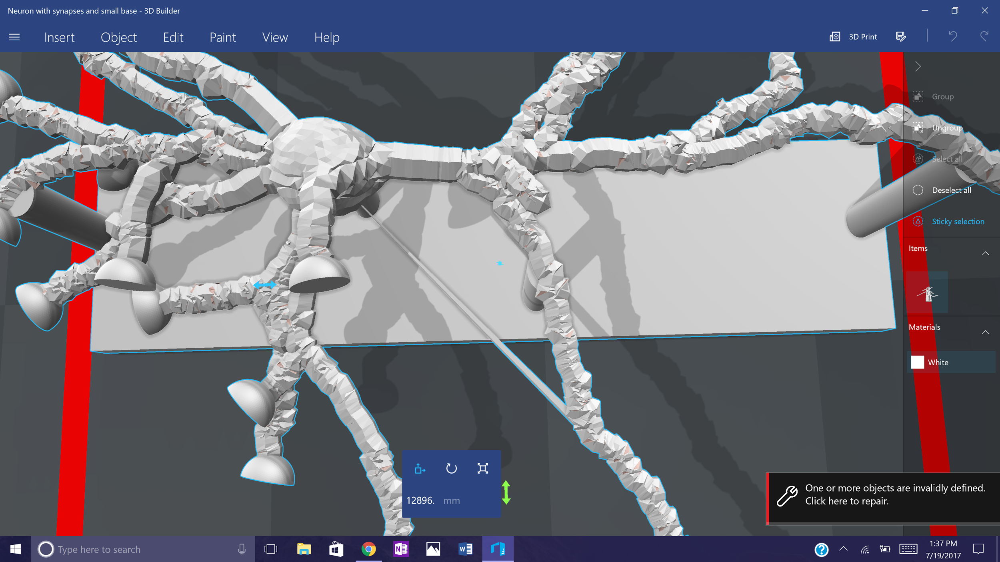 Neuron with synapses and small base - 3D Builder
Insert Object Edit Paint View Help 3D Print
Group
Ungroup
Select all
Deselect all
Sticky selection
Items
Materials
White
12896. mm
One or more objects are invalidly defined.
Click here to repair.
Type here to search
N
W
?
1:37 PM
7/19/2017